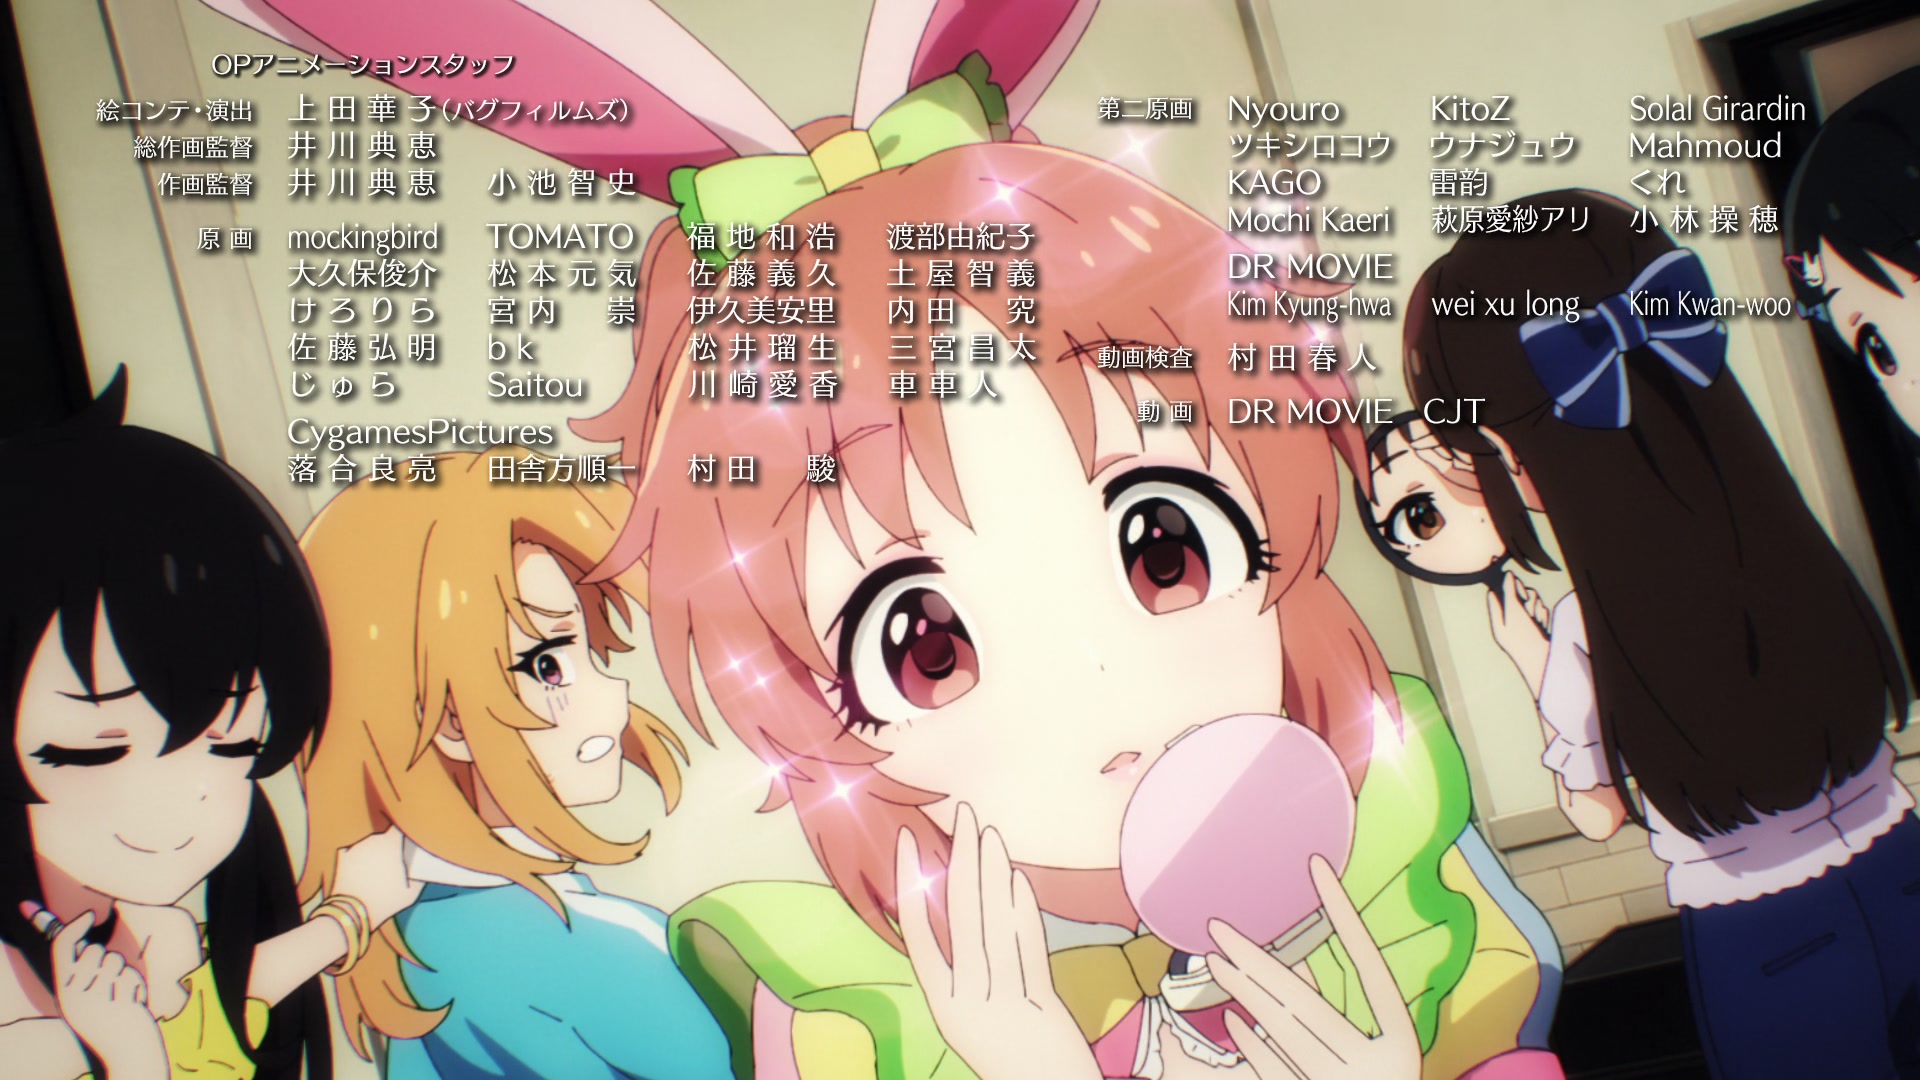 OPアニメーションスタッフ
絵コンテ・演出 上田華子(バグフィルムズ)
総作画監督 井川典恵
作画監督 井川典恵 小池智史
原画 mockingbird TOMATO 福地和浩 渡部由紀子
大久保俊介 松本元気 佐藤義久 土屋智義
けろりら 宮内崇 伊久美安里 内田究
佐藤弘明 bk 松井瑠生 三宮昌太
じゅら Saitou 川崎愛香 車車人
CygamesPictures
落合良亮 田舎方順一 村田駿
第二原画 Nyouro KitoZ Solal Girardin
ツキシロコウ ウナジュウ Mahmoud
KAGO 雷韵 くれ
Mochi Kaeri 萩原愛紗アリ 小林操穂
DR MOVIE
Kim Kyung-hwa wei xu long Kim Kwan-woo
動画検査 村田春人
動画 DR MOVIE CJT